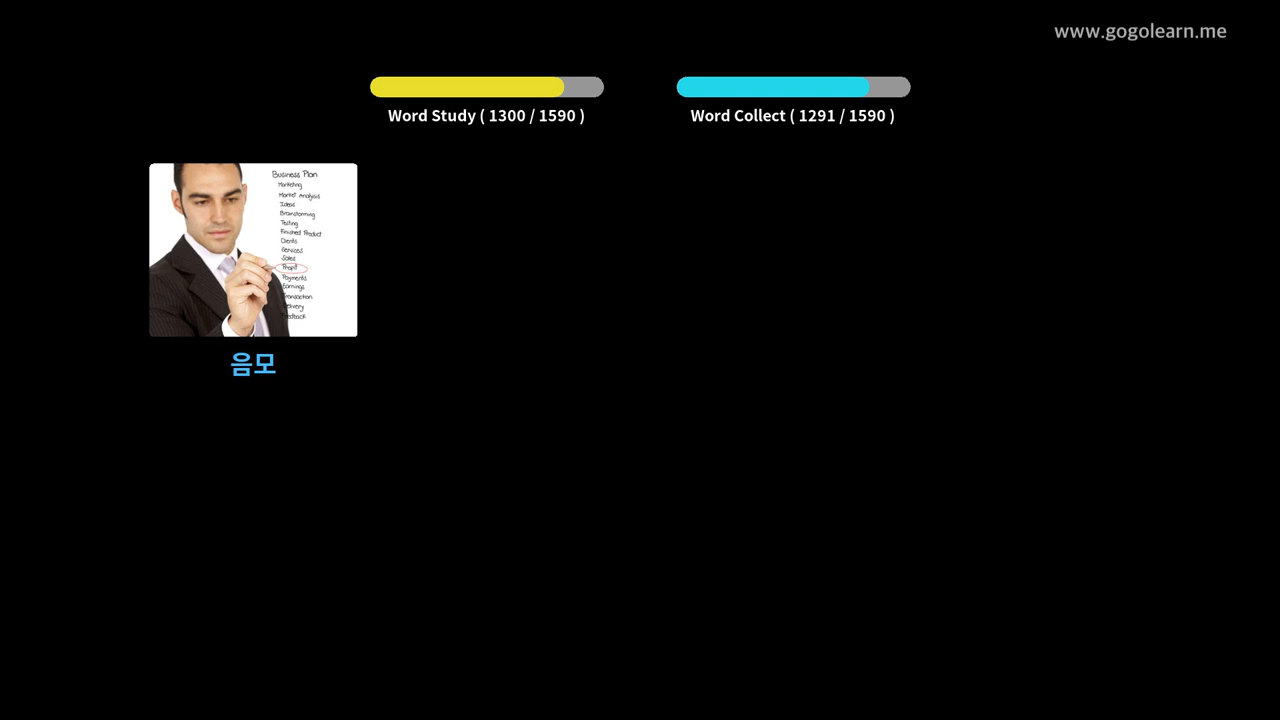 www.gogolearn.me
Word Study ( 1300 / 1590 )
Word Collect ( 1291 / 1590 )
Business Plan
Marketing
Market Analysis
Ideas
Brainstorming
Testing
Finished Product
Clients
Services
Sales
Profit
Payments
Earnings
Transaction
Delivery
Feedback
음모